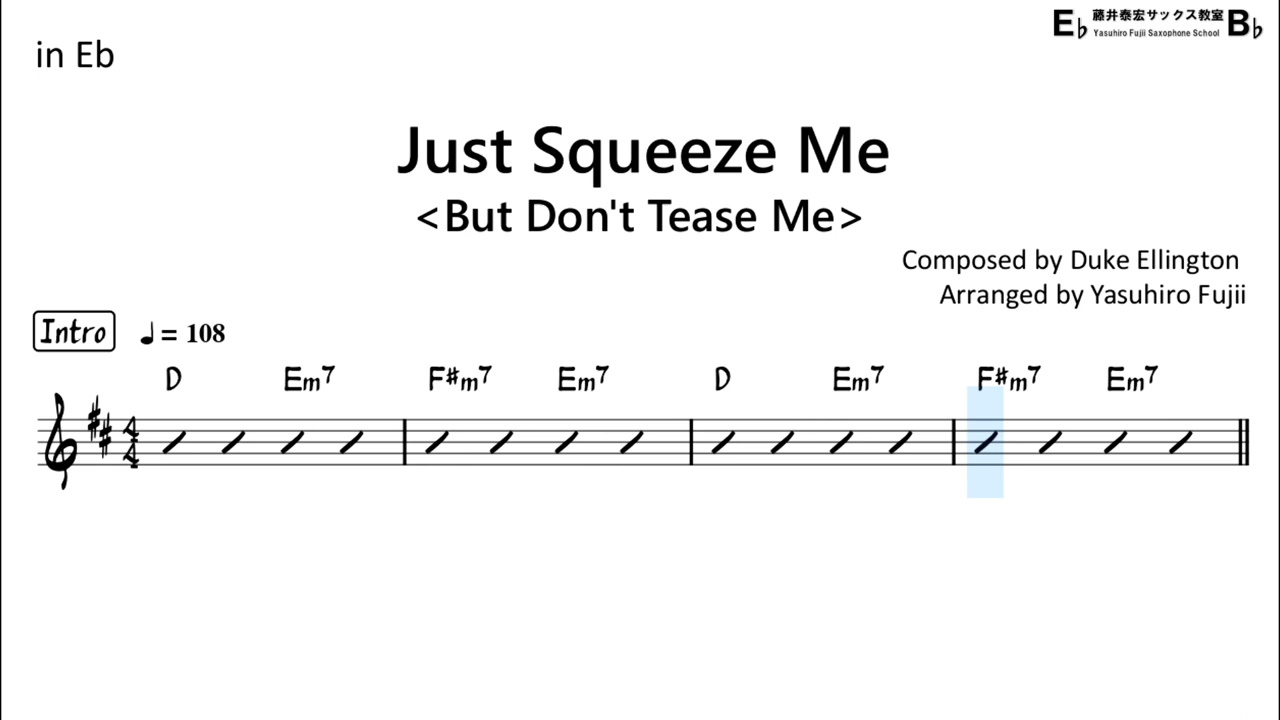 E♭ 藤井泰宏サックス教室 B♭
Yasuhiro Fujii Saxophone School
in Eb
Just Squeeze Me
<But Don't Tease Me>
Composed by Duke Ellington
Arranged by Yasuhiro Fujii
Intro ♩ = 108
D Em7 F#m7 Em7 D Em7 F#m7 Em7
4
4